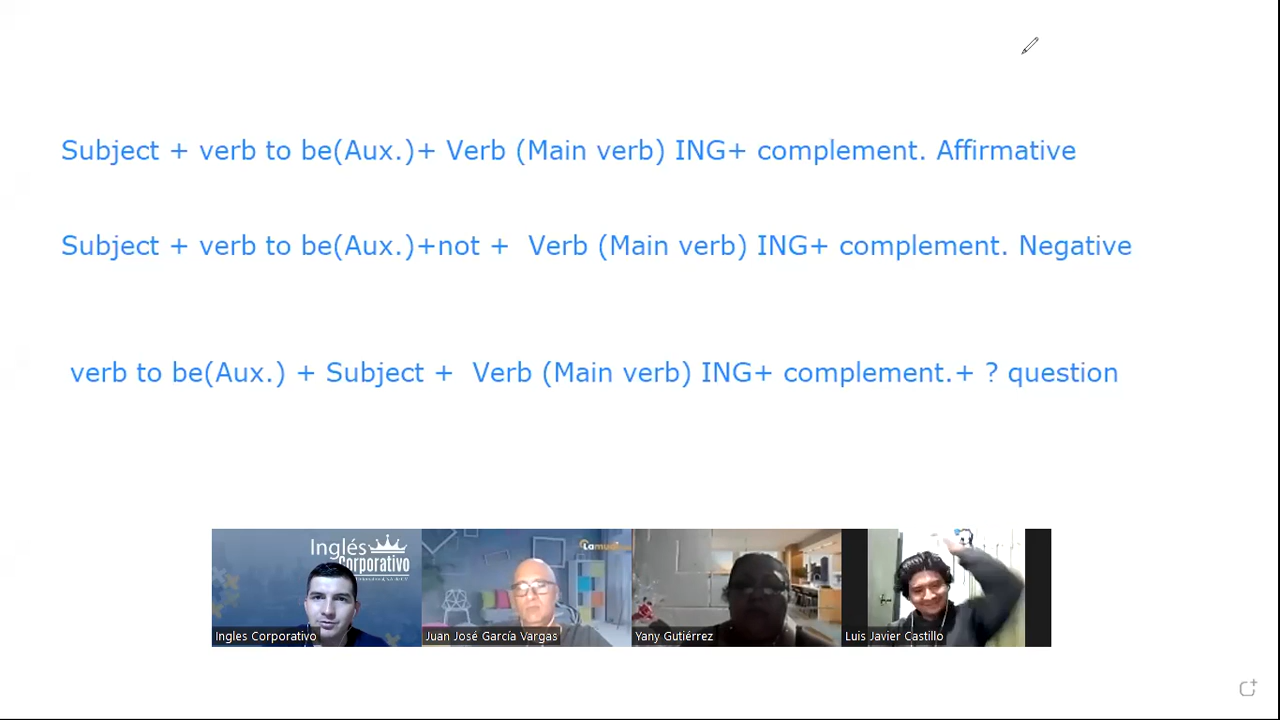 Subject + verb to be(Aux.)+ Verb (Main verb) ING+ complement. Affirmative
Subject + verb to be(Aux.)+not +  Verb (Main verb) ING+ complement. Negative
verb to be(Aux.) + Subject +  Verb (Main verb) ING+ complement.+ ? question
Inglés
Corporativo
Ingles Corporativo
Juan José García Vargas
Yany Gutiérrez
Luis Javier Castillo